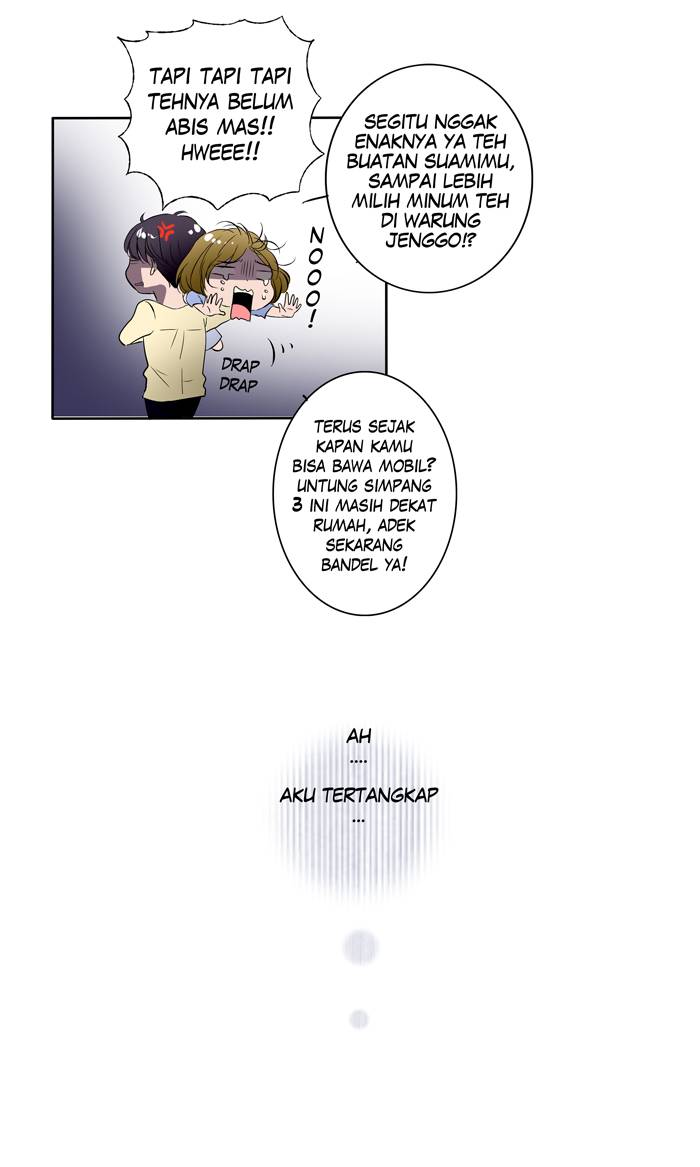 TAPI TAPI TAPI
TEHNYA BELUM
ABIS MAS!!
HWEEE!!
SEGITU NGGAK
ENAKNYA YA TEH
BUATAN SUAMIMU,
SAMPAI LEBIH
MILIH MINUM TEH
DI WARUNG
JENGGO!?
NOOO!
DRAP
DRAP
TERUS SEJAK
KAPAN KAMU
BISA BAWA MOBIL?
UNTUNG SIMPANG
3 INI MASIH DEKAT
RUMAH, ADEK
SEKARANG
BANDEL YA!
AH
....
AKU TERTANGKAP
...